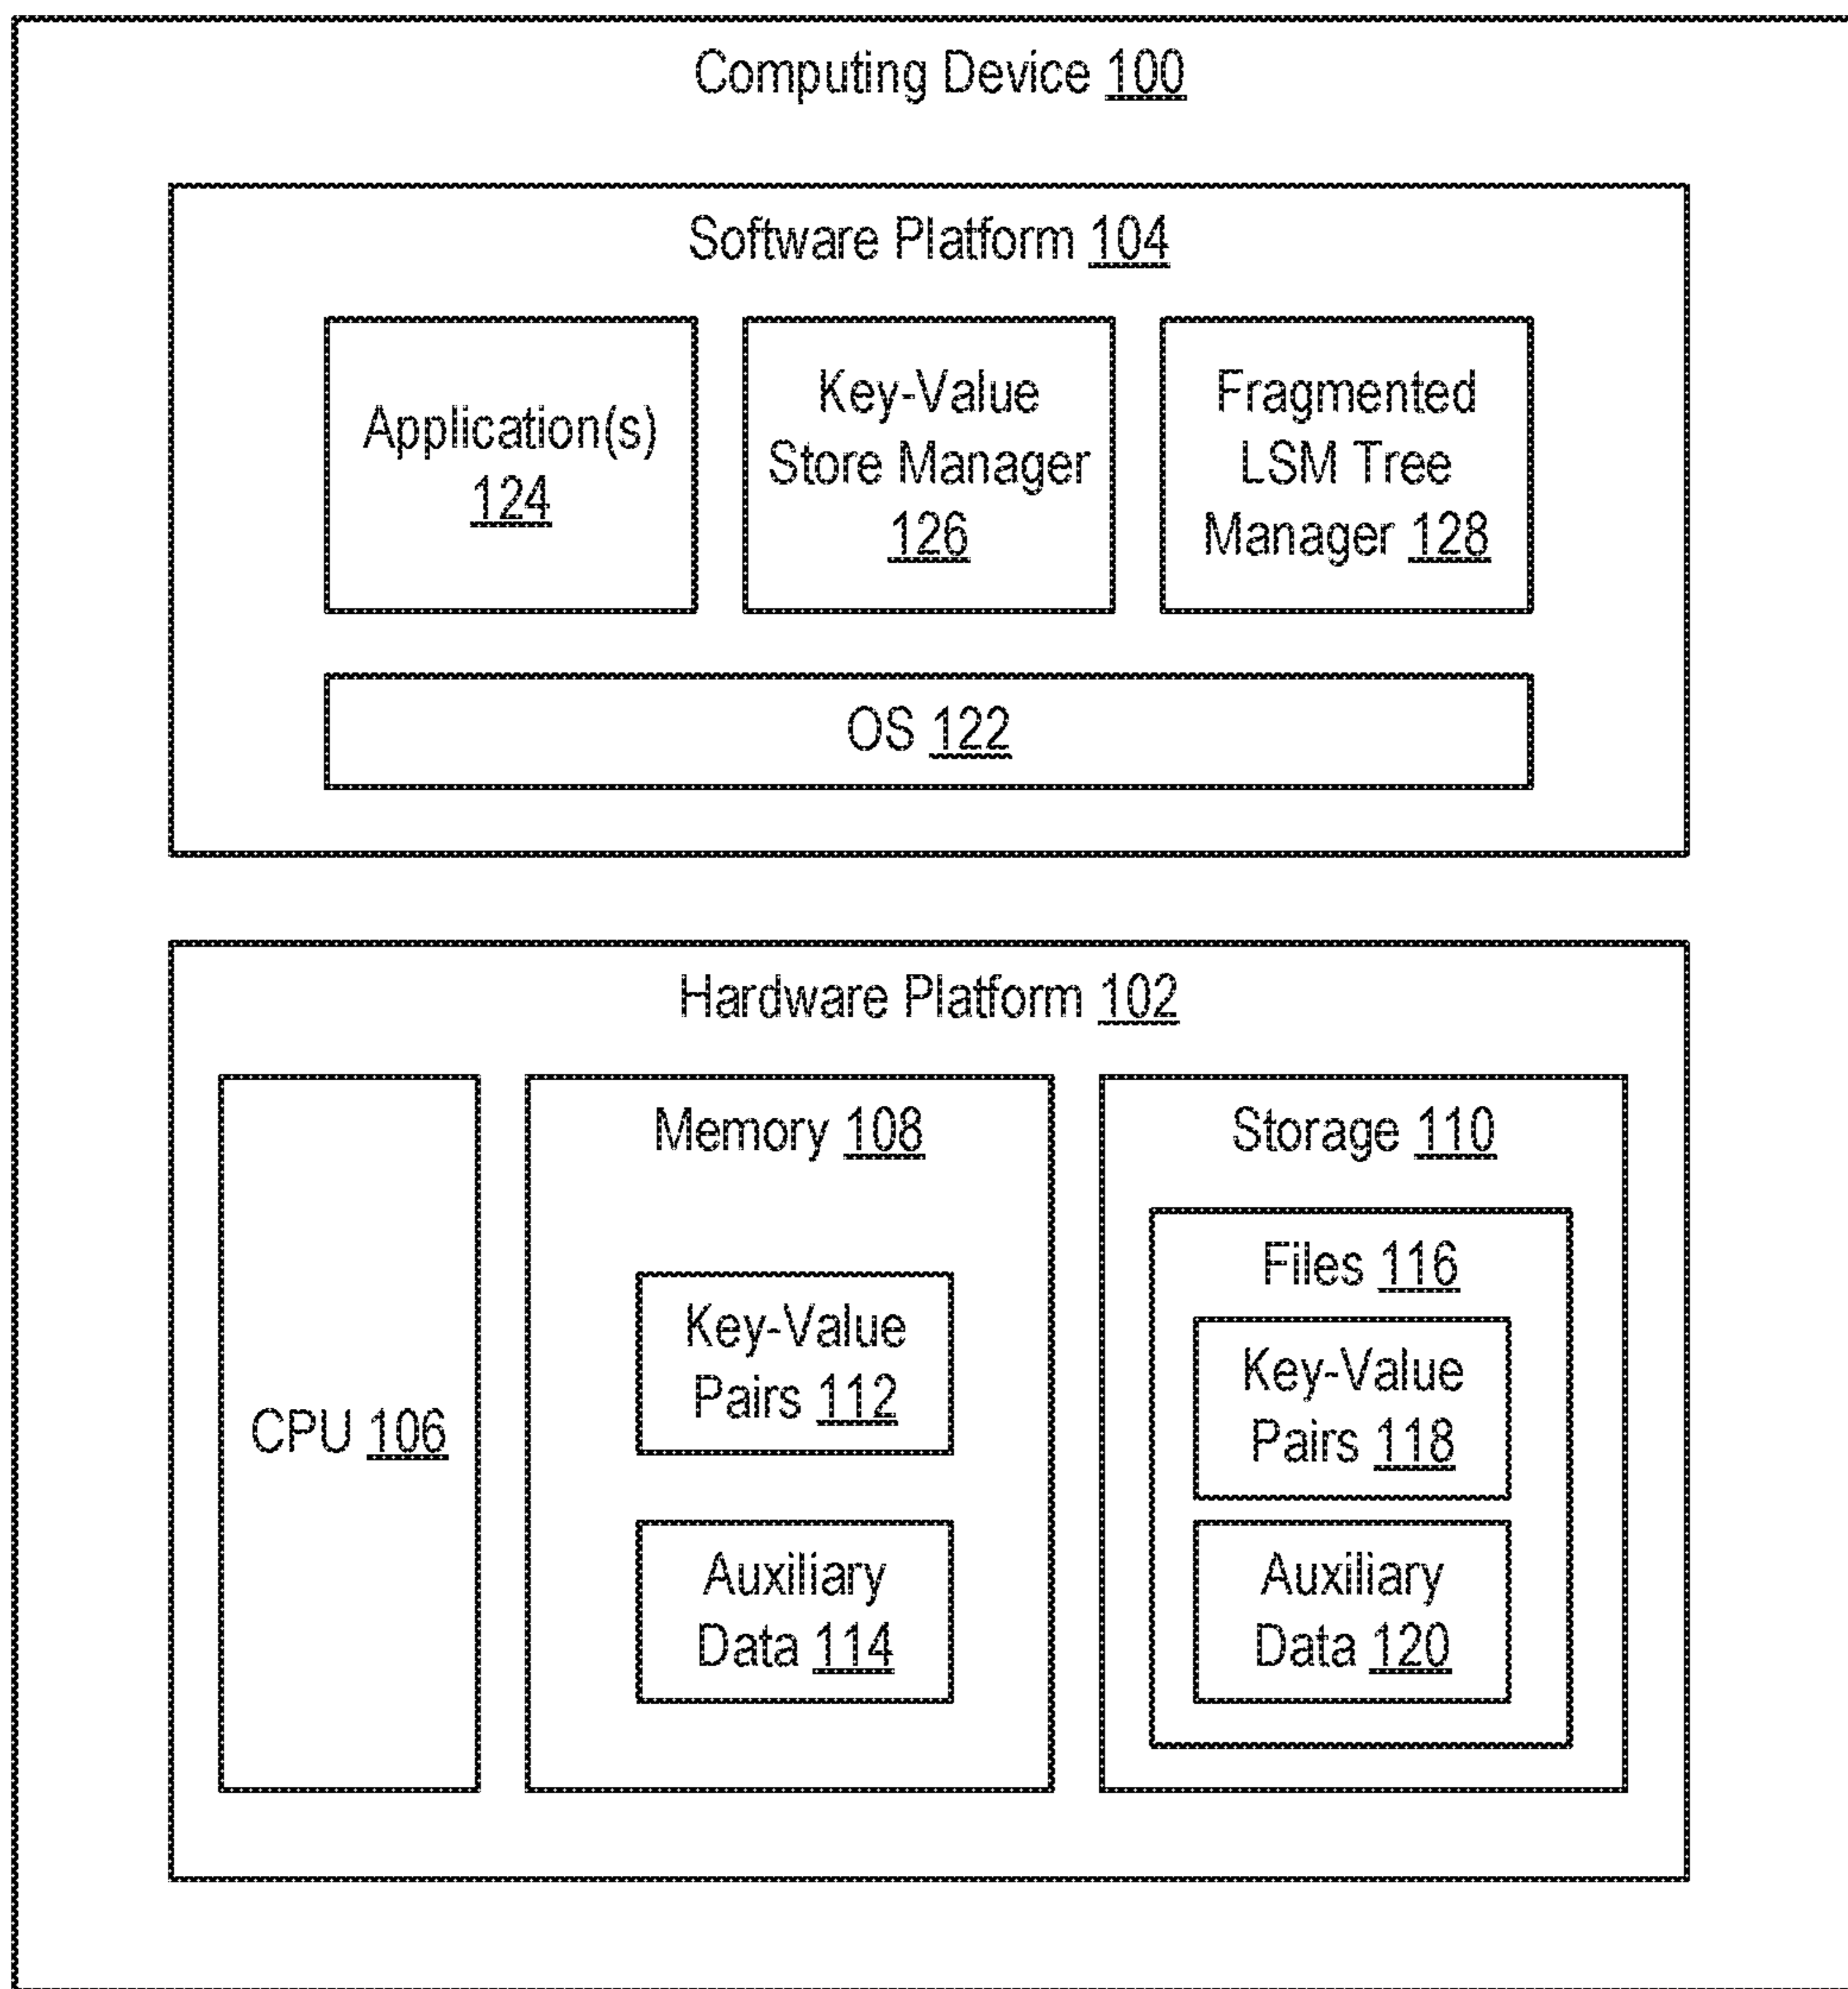 Computing Device 100
Software Platform 104
Application(s)
124
Key-Value
Store Manager
126
Fragmented
LSM Tree
Manager 128
OS 122
Hardware Platform 102
CPU 106
Memory 108
Key-Value
Pairs 112
Auxiliary
Data 114
Storage 110
Files 116
Key-Value
Pairs 118
Auxiliary
Data 120